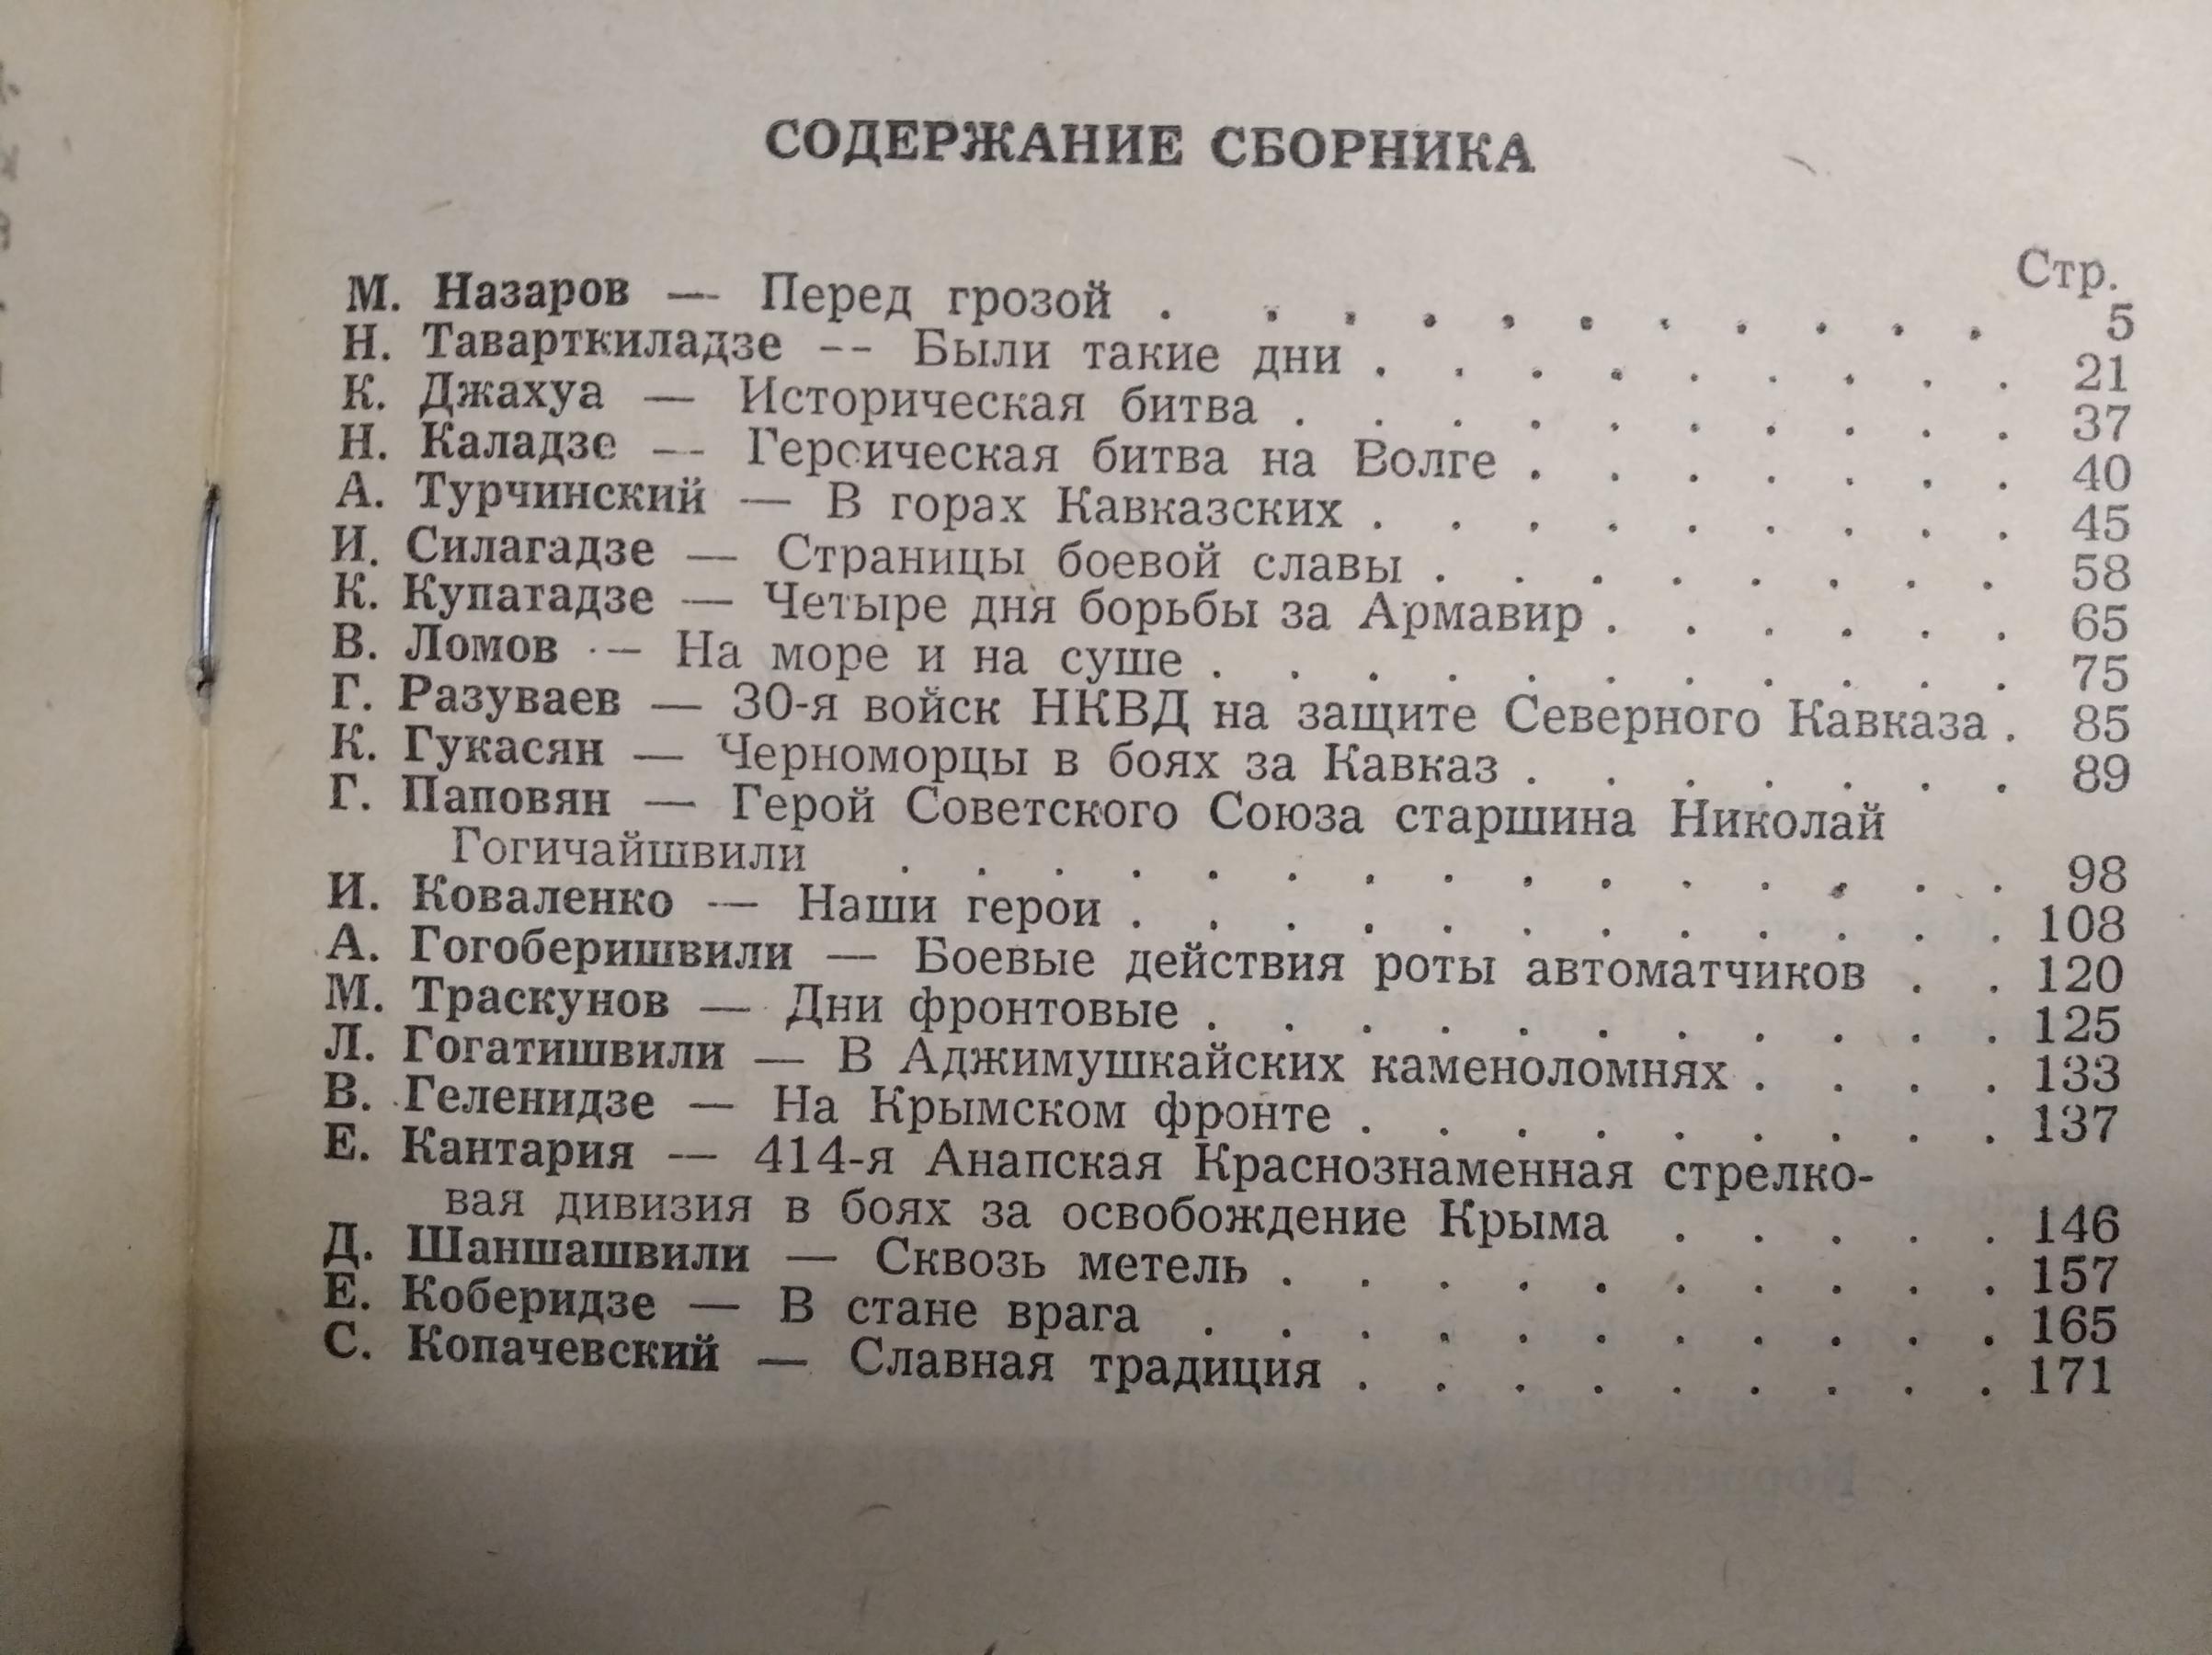 СОДЕРЖАНИЕ СБОРНИКА
Стр.
М. Назаров — Перед грозой . . . . . . . . . . . 5
Н. Таварткиладзе -- Были такие дни . . . . . . . . . 21
К. Джахуа — Историческая битва . . . . . . . . . . 37
Н. Каладзе -- Героическая битва на Волге . . . . . . . 40
А. Турчинский — В горах Кавказских . . . . . . . . . 45
И. Силагадзе — Страницы боевой славы . . . . . . . . 58
К. Купатадзе — Четыре дня борьбы за Армавир . . . . . . 65
В. Ломов — На море и на суше . . . . . . . . . . . 75
Г. Разуваев — 30-я войск НКВД на защите Северного Кавказа . 85
К. Гукасян — Черноморцы в боях за Кавказ . . . . . . . 89
Г. Паповян — Герой Советского Союза старшина Николай
Гогичайшвили . . . . . . . . . . . . . . . 98
И. Коваленко — Наши герои . . . . . . . . . . . . 108
А. Гогоберишвили — Боевые действия роты автоматчиков . . 120
М. Траскунов — Дни фронтовые . . . . . . . . . . . 125
Л. Гогатишвили — В Аджимушкайских каменоломнях . . . . 133
В. Геленидзе — На Крымском фронте . . . . . . . . . 137
Е. Кантария — 414-я Анапская Краснознаменная стрелко-
вая дивизия в боях за освобождение Крыма . . . . . 146
Д. Шаншашвили — Сквозь метель . . . . . . . . . . 157
Е. Коберидзе — В стане врага . . . . . . . . . . . 165
С. Копачевский — Славная традиция . . . . . . . . . 171